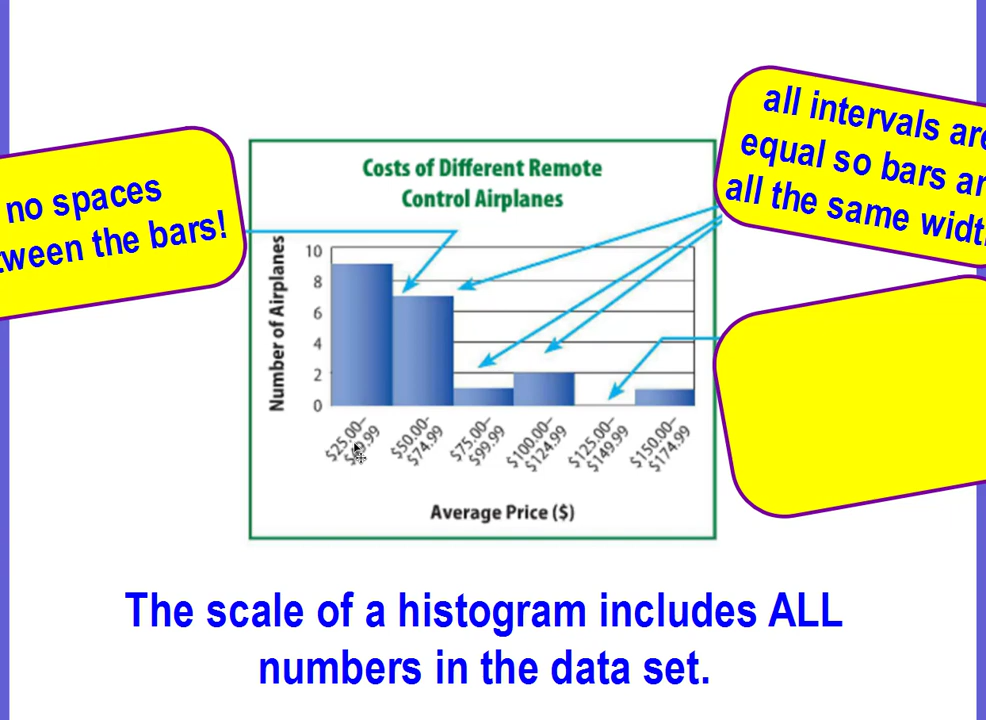 no spaces
tween the bars!
all intervals are
equal so bars ar
all the same widt
Costs of Different Remote
Control Airplanes
Number of Airplanes
10
8
6
4
2
0
$25.00–
$50.00–
$74.99
$75.00–
$99.99
$100.00–
$124.99
$125.00–
$149.99
$150.00–
$174.99
Average Price ($)
The scale of a histogram includes ALL
numbers in the data set.